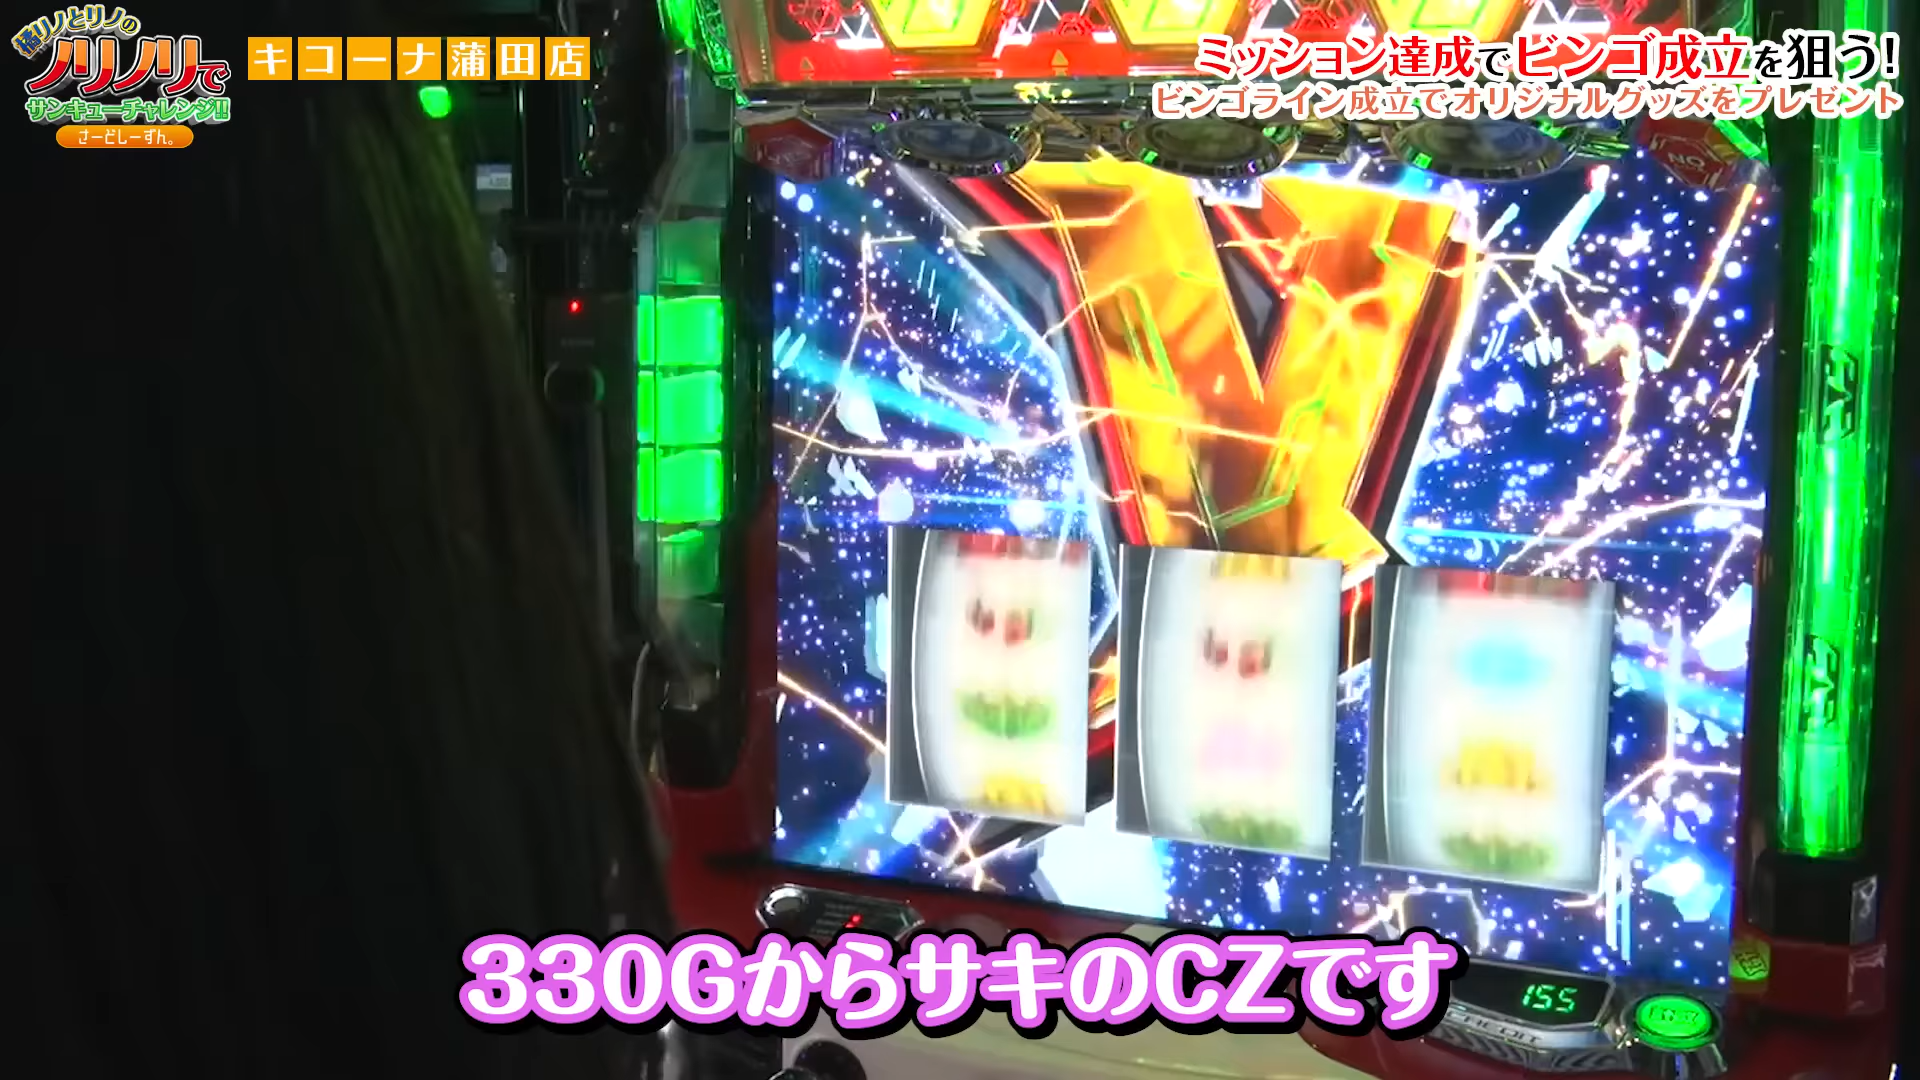 極リノとリノの
ノリノリで
サンキューチャレンジ!!
さーどしーずん。
キコーナ蒲田店
ミッション達成でビンゴ成立を狙う!
ビンゴライン成立でオリジナルグッズをプレゼント
V
155
CREDIT
330GからサキのCZです